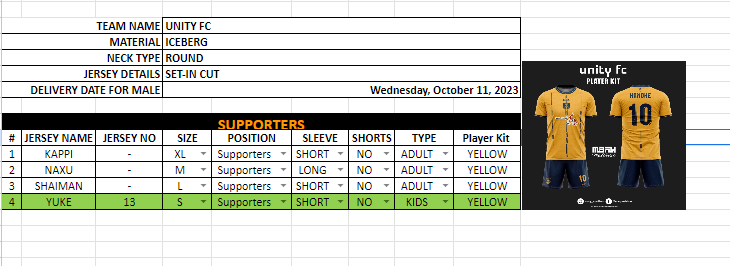 TEAM NAME UNITY FC
MATERIAL ICEBERG
NECK TYPE ROUND
JERSEY DETAILS SET-IN CUT
DELIVERY DATE FOR MALE Wednesday, October 11, 2023
SUPPORTERS
# JERSEY NAME JERSEY NO SIZE POSITION SLEEVE SHORTS TYPE Player Kit
1 KAPPI - XL Supporters SHORT NO ADULT YELLOW
2 NAXU - M Supporters LONG NO ADULT YELLOW
3 SHAIMAN - L Supporters SHORT NO ADULT YELLOW
4 YUKE 13 S Supporters SHORT NO KIDS YELLOW
unity fc
PLAYER KIT
10
10